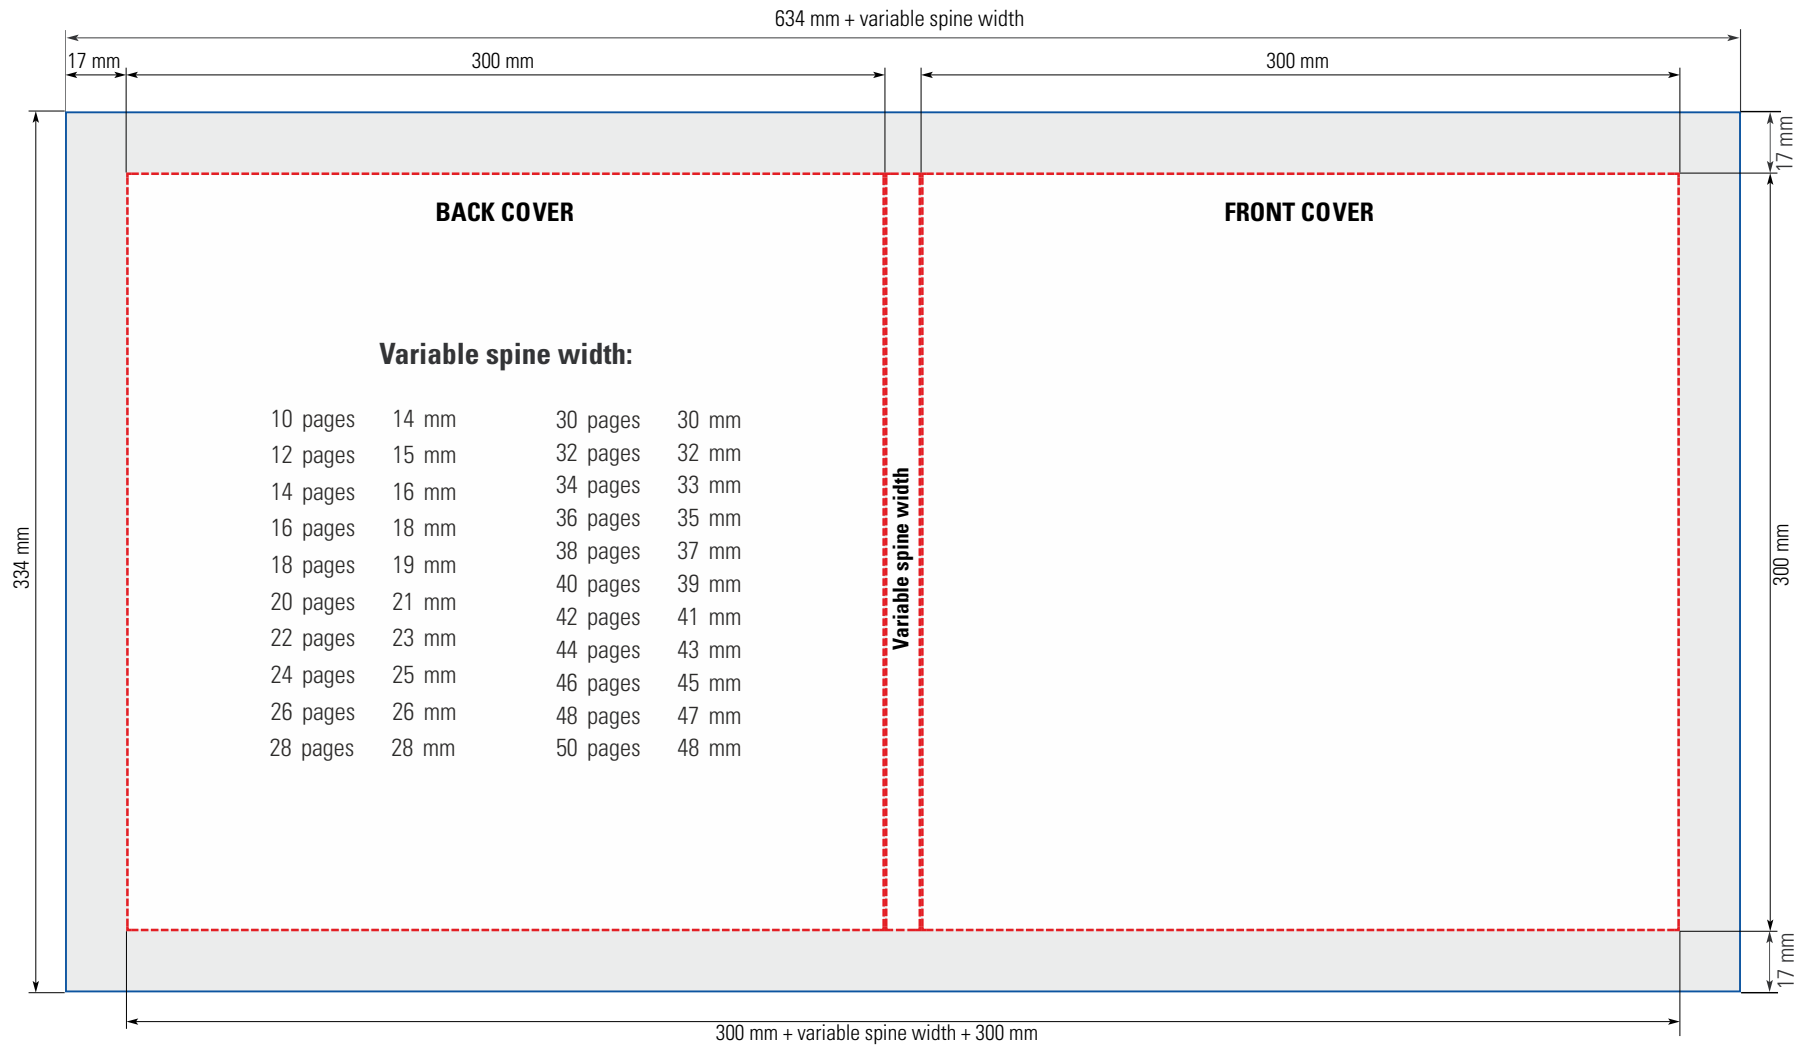 634 mm + variable spine width
17 mm
300 mm
300 mm
17 mm
BACK COVER
FRONT COVER
Variable spine width:
10 pages 14 mm
12 pages 15 mm
14 pages 16 mm
16 pages 18 mm
18 pages 19 mm
20 pages 21 mm
22 pages 23 mm
24 pages 25 mm
26 pages 26 mm
28 pages 28 mm
30 pages 30 mm
32 pages 32 mm
34 pages 33 mm
36 pages 35 mm
38 pages 37 mm
40 pages 39 mm
42 pages 41 mm
44 pages 43 mm
46 pages 45 mm
48 pages 47 mm
50 pages 48 mm
Variable spine width
334 mm
300 mm
17 mm
300 mm + variable spine width + 300 mm